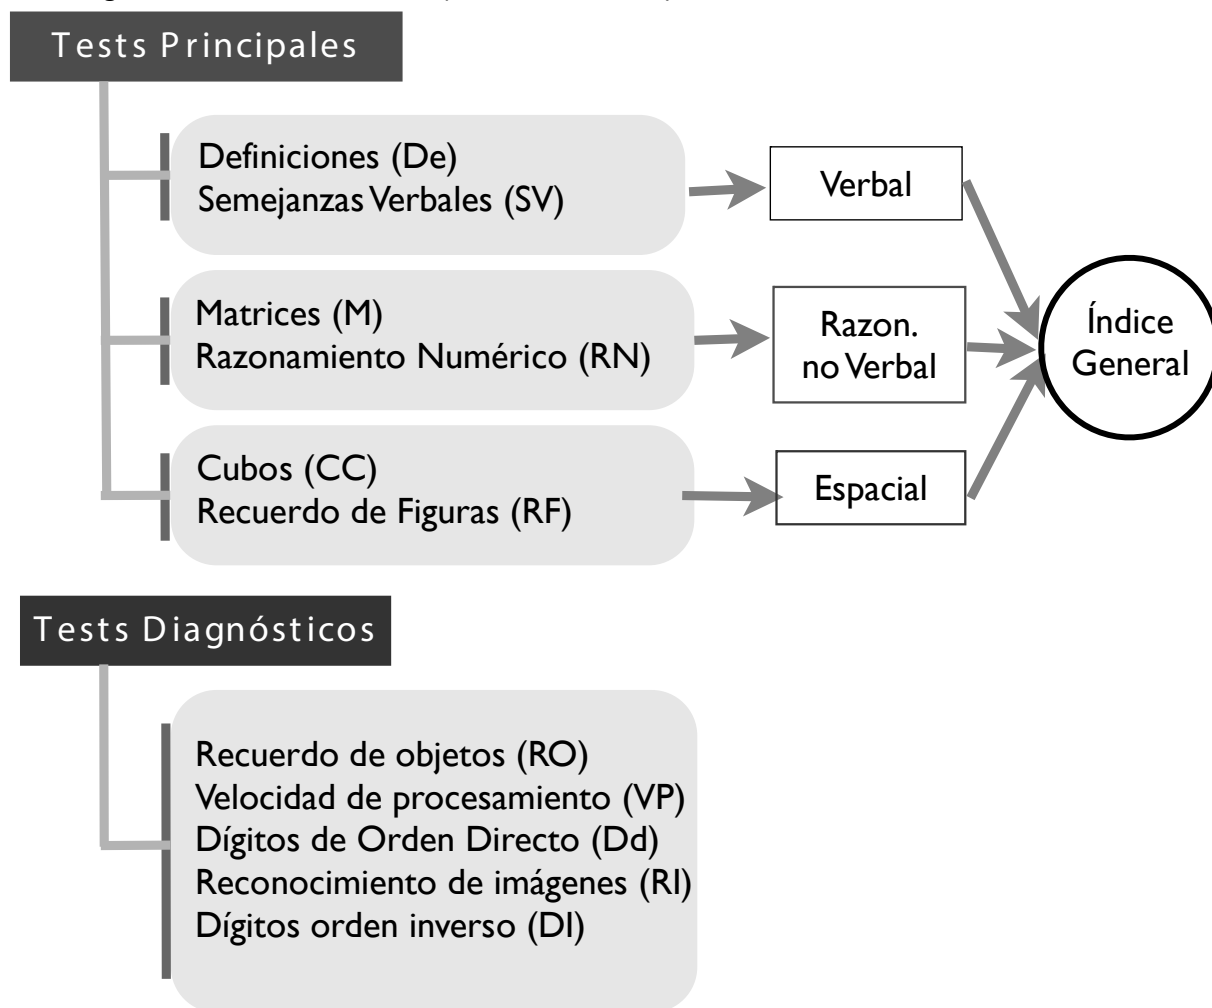 Tests Principales
Definiciones (De)
Semejanzas Verbales (SV)
Verbal
Matrices (M)
Razonamiento Numérico (RN)
Razon.
no Verbal
Índice
General
Cubos (CC)
Recuerdo de Figuras (RF)
Espacial
Tests Diagnósticos
Recuerdo de objetos (RO)
Velocidad de procesamiento (VP)
Dígitos de Orden Directo (Dd)
Reconocimiento de imágenes (RI)
Dígitos orden inverso (DI)